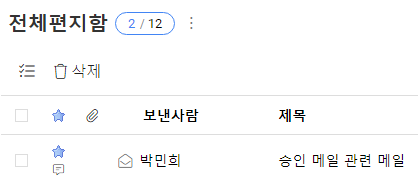 전체편지함 2 / 12
삭제
보낸사람 제목
박민희 승인 메일 관련 메일